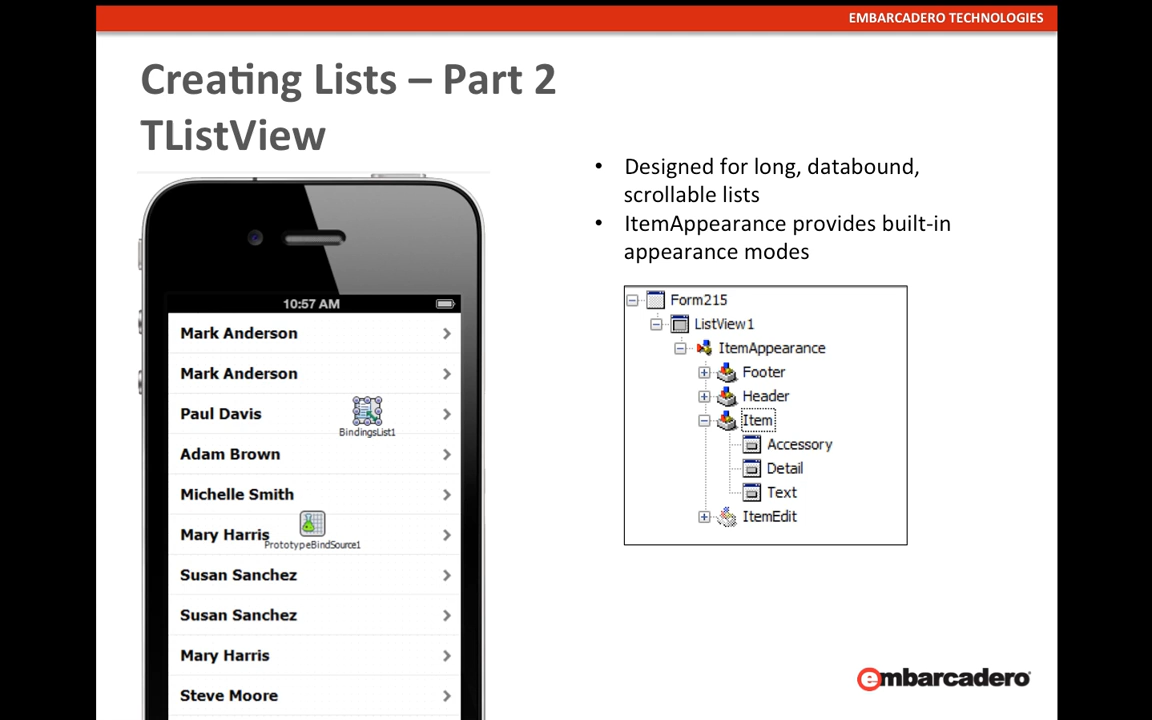 EMBARCADERO TECHNOLOGIES
Creating Lists – Part 2
TListView
• Designed for long, databound,
scrollable lists
• ItemAppearance provides built-in
appearance modes
10:57 AM
Mark Anderson
Mark Anderson
Paul Davis
BindingsList1
Adam Brown
Michelle Smith
Mary Harris
PrototypeBindSource1
Susan Sanchez
Susan Sanchez
Mary Harris
Steve Moore
Form215
ListView1
ItemAppearance
Footer
Header
Item
Accessory
Detail
Text
ItemEdit
embarcadero